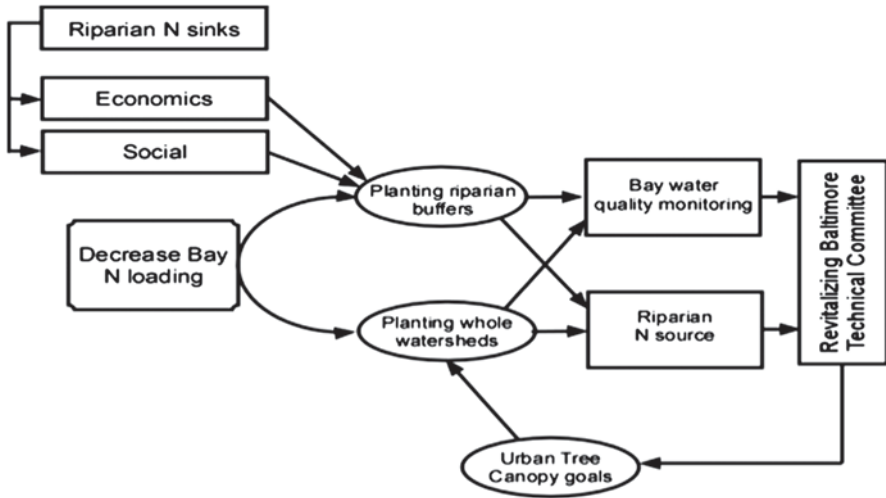 Riparian N sinks
Economics
Social
Planting riparian
buffers
Bay water
quality monitoring
Decrease Bay
N loading
Planting whole
watersheds
Riparian
N source
Revitalizing Baltimore
Technical Committee
Urban Tree
Canopy goals